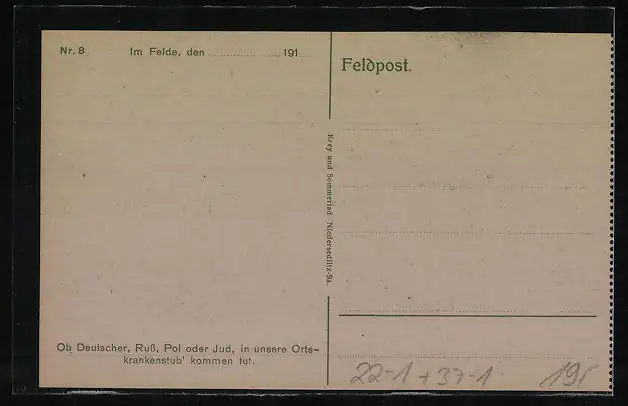 Nr. 8 Im Felde, den ........................ 191....
Feldpost.
Krey und Sommerlad Niedersedlitz-Sa.
Ob Deutscher, Ruß, Pol oder Jud, in unsere Orts-
krankenstub' kommen tut.
22-1 + 37-1